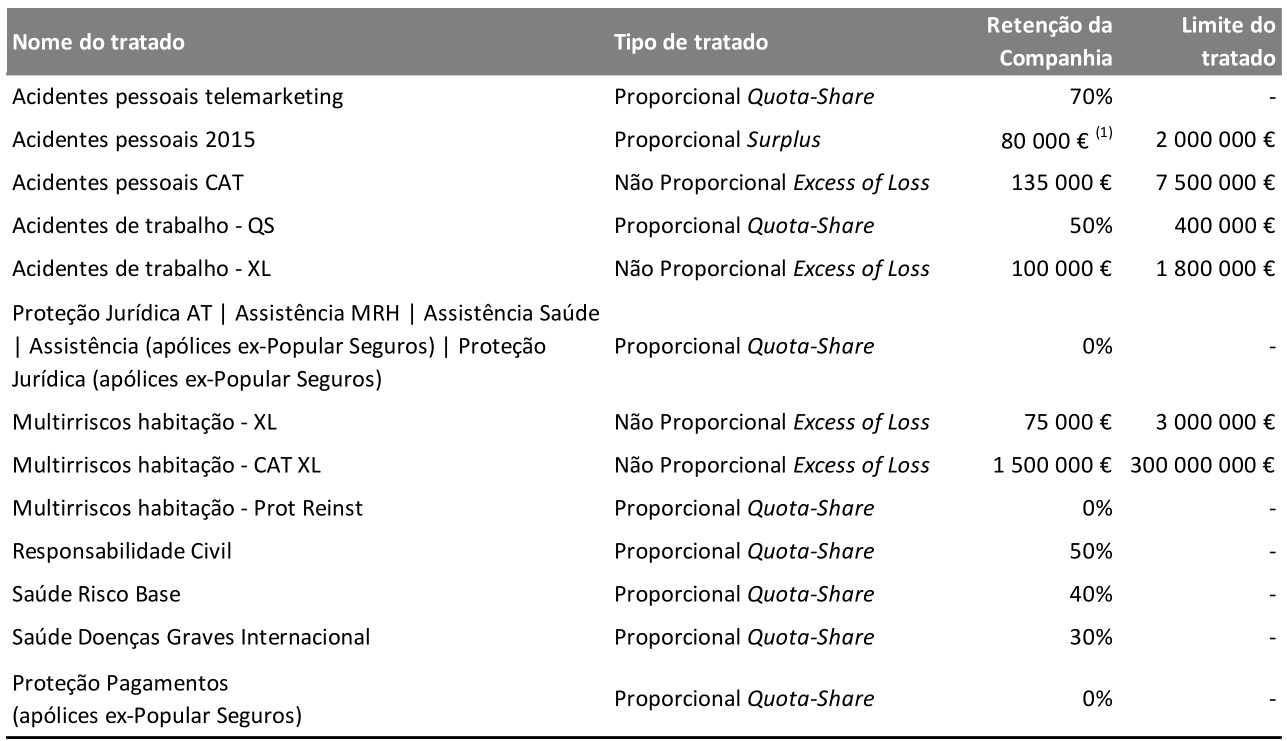 Nome do tratado Tipo de tratado Retenção da Companhia Limite do tratado
Acidentes pessoais telemarketing Proporcional Quota-Share 70% -
Acidentes pessoais 2015 Proporcional Surplus 80 000 € (1) 2 000 000 €
Acidentes pessoais CAT Não Proporcional Excess of Loss 135 000 € 7 500 000 €
Acidentes de trabalho - QS Proporcional Quota-Share 50% 400 000 €
Acidentes de trabalho - XL Não Proporcional Excess of Loss 100 000 € 1 800 000 €
Proteção Jurídica AT | Assistência MRH | Assistência Saúde
| Assistência (apólices ex-Popular Seguros) | Proteção
Jurídica (apólices ex-Popular Seguros)
Proporcional Quota-Share 0% -
Multirriscos habitação - XL Não Proporcional Excess of Loss 75 000 € 3 000 000 €
Multirriscos habitação - CAT XL Não Proporcional Excess of Loss 1 500 000 € 300 000 000 €
Multirriscos habitação - Prot Reinst Proporcional Quota-Share 0% -
Responsabilidade Civil Proporcional Quota-Share 50% -
Saúde Risco Base Proporcional Quota-Share 40% -
Saúde Doenças Graves Internacional Proporcional Quota-Share 30% -
Proteção Pagamentos
(apólices ex-Popular Seguros)
Proporcional Quota-Share 0% -